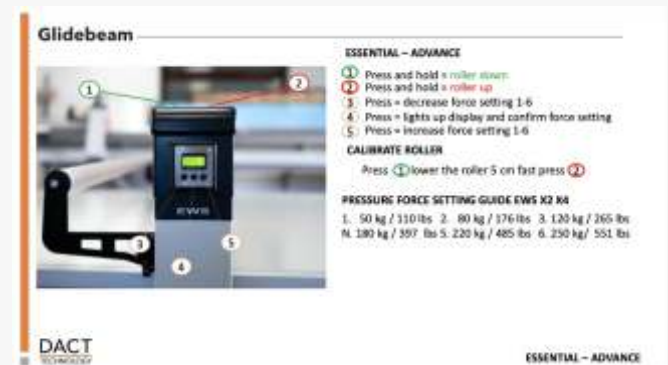 Glidebeam
ESSENTIAL – ADVANCE
1 Press and hold = roller down
2 Press and hold = roller up
3 Press = decrease force setting 1-6
4 Press = lights up display and confirm force setting
5 Press = increase force setting 1-6
CALIBRATE ROLLER
Press 1 lower the roller 5 cm fast press 2
PRESSURE FORCE SETTING GUIDE EWS X2 X4
1. 50 kg / 110 lbs 2. 80 kg / 176 lbs 3. 120 kg / 265 lbs
N. 180 kg / 397 lbs 5. 220 kg / 485 lbs 6. 250 kg/ 551 lbs
1
2
EWS
3
5
4
DACT
TECHNOLOGY
ESSENTIAL – ADVANCE